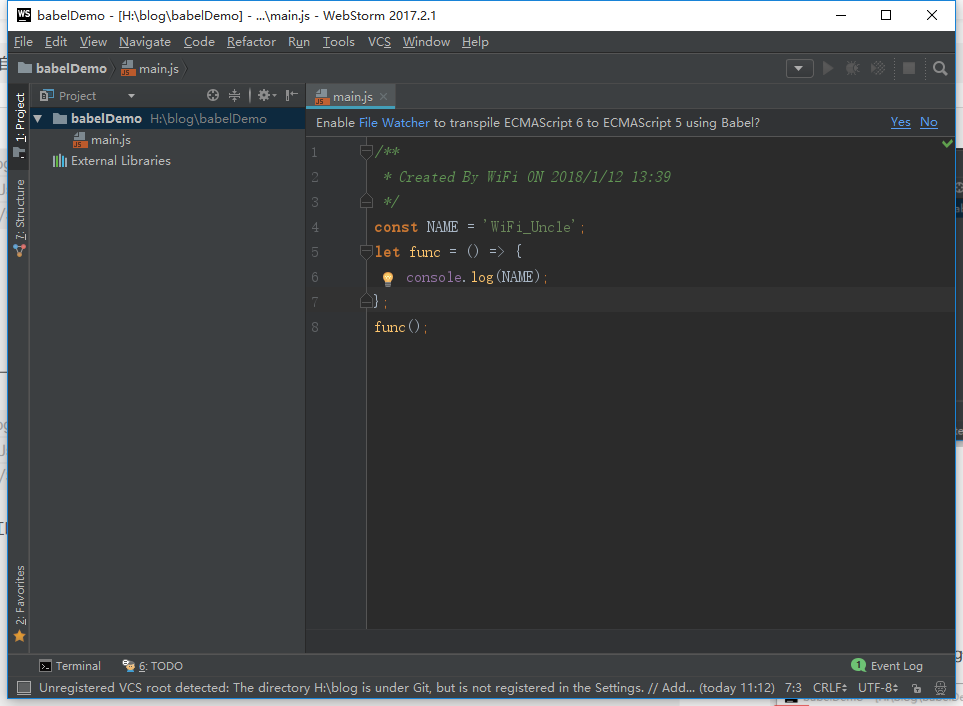 babelDemo - [H:\blog\babelDemo] - ...\main.js - WebStorm 2017.2.1
File Edit View Navigate Code Refactor Run Tools VCS Window Help
babelDemo main.js
Project
main.js
1: Project
babelDemo H:\blog\babelDemo
main.js
External Libraries
7: Structure
2: Favorites
Enable File Watcher to transpile ECMAScript 6 to ECMAScript 5 using Babel? Yes No
1 /**
2 * Created By WiFi ON 2018/1/12 13:39
3 */
4 const NAME = 'WiFi_Uncle';
5 let func = () => {
6 console.log(NAME);
7 };
8 func();
Terminal 6: TODO 1 Event Log
Unregistered VCS root detected: The directory H:\blog is under Git, but is not registered in the Settings. // Add... (today 11:12) 7:3 CRLF UTF-8